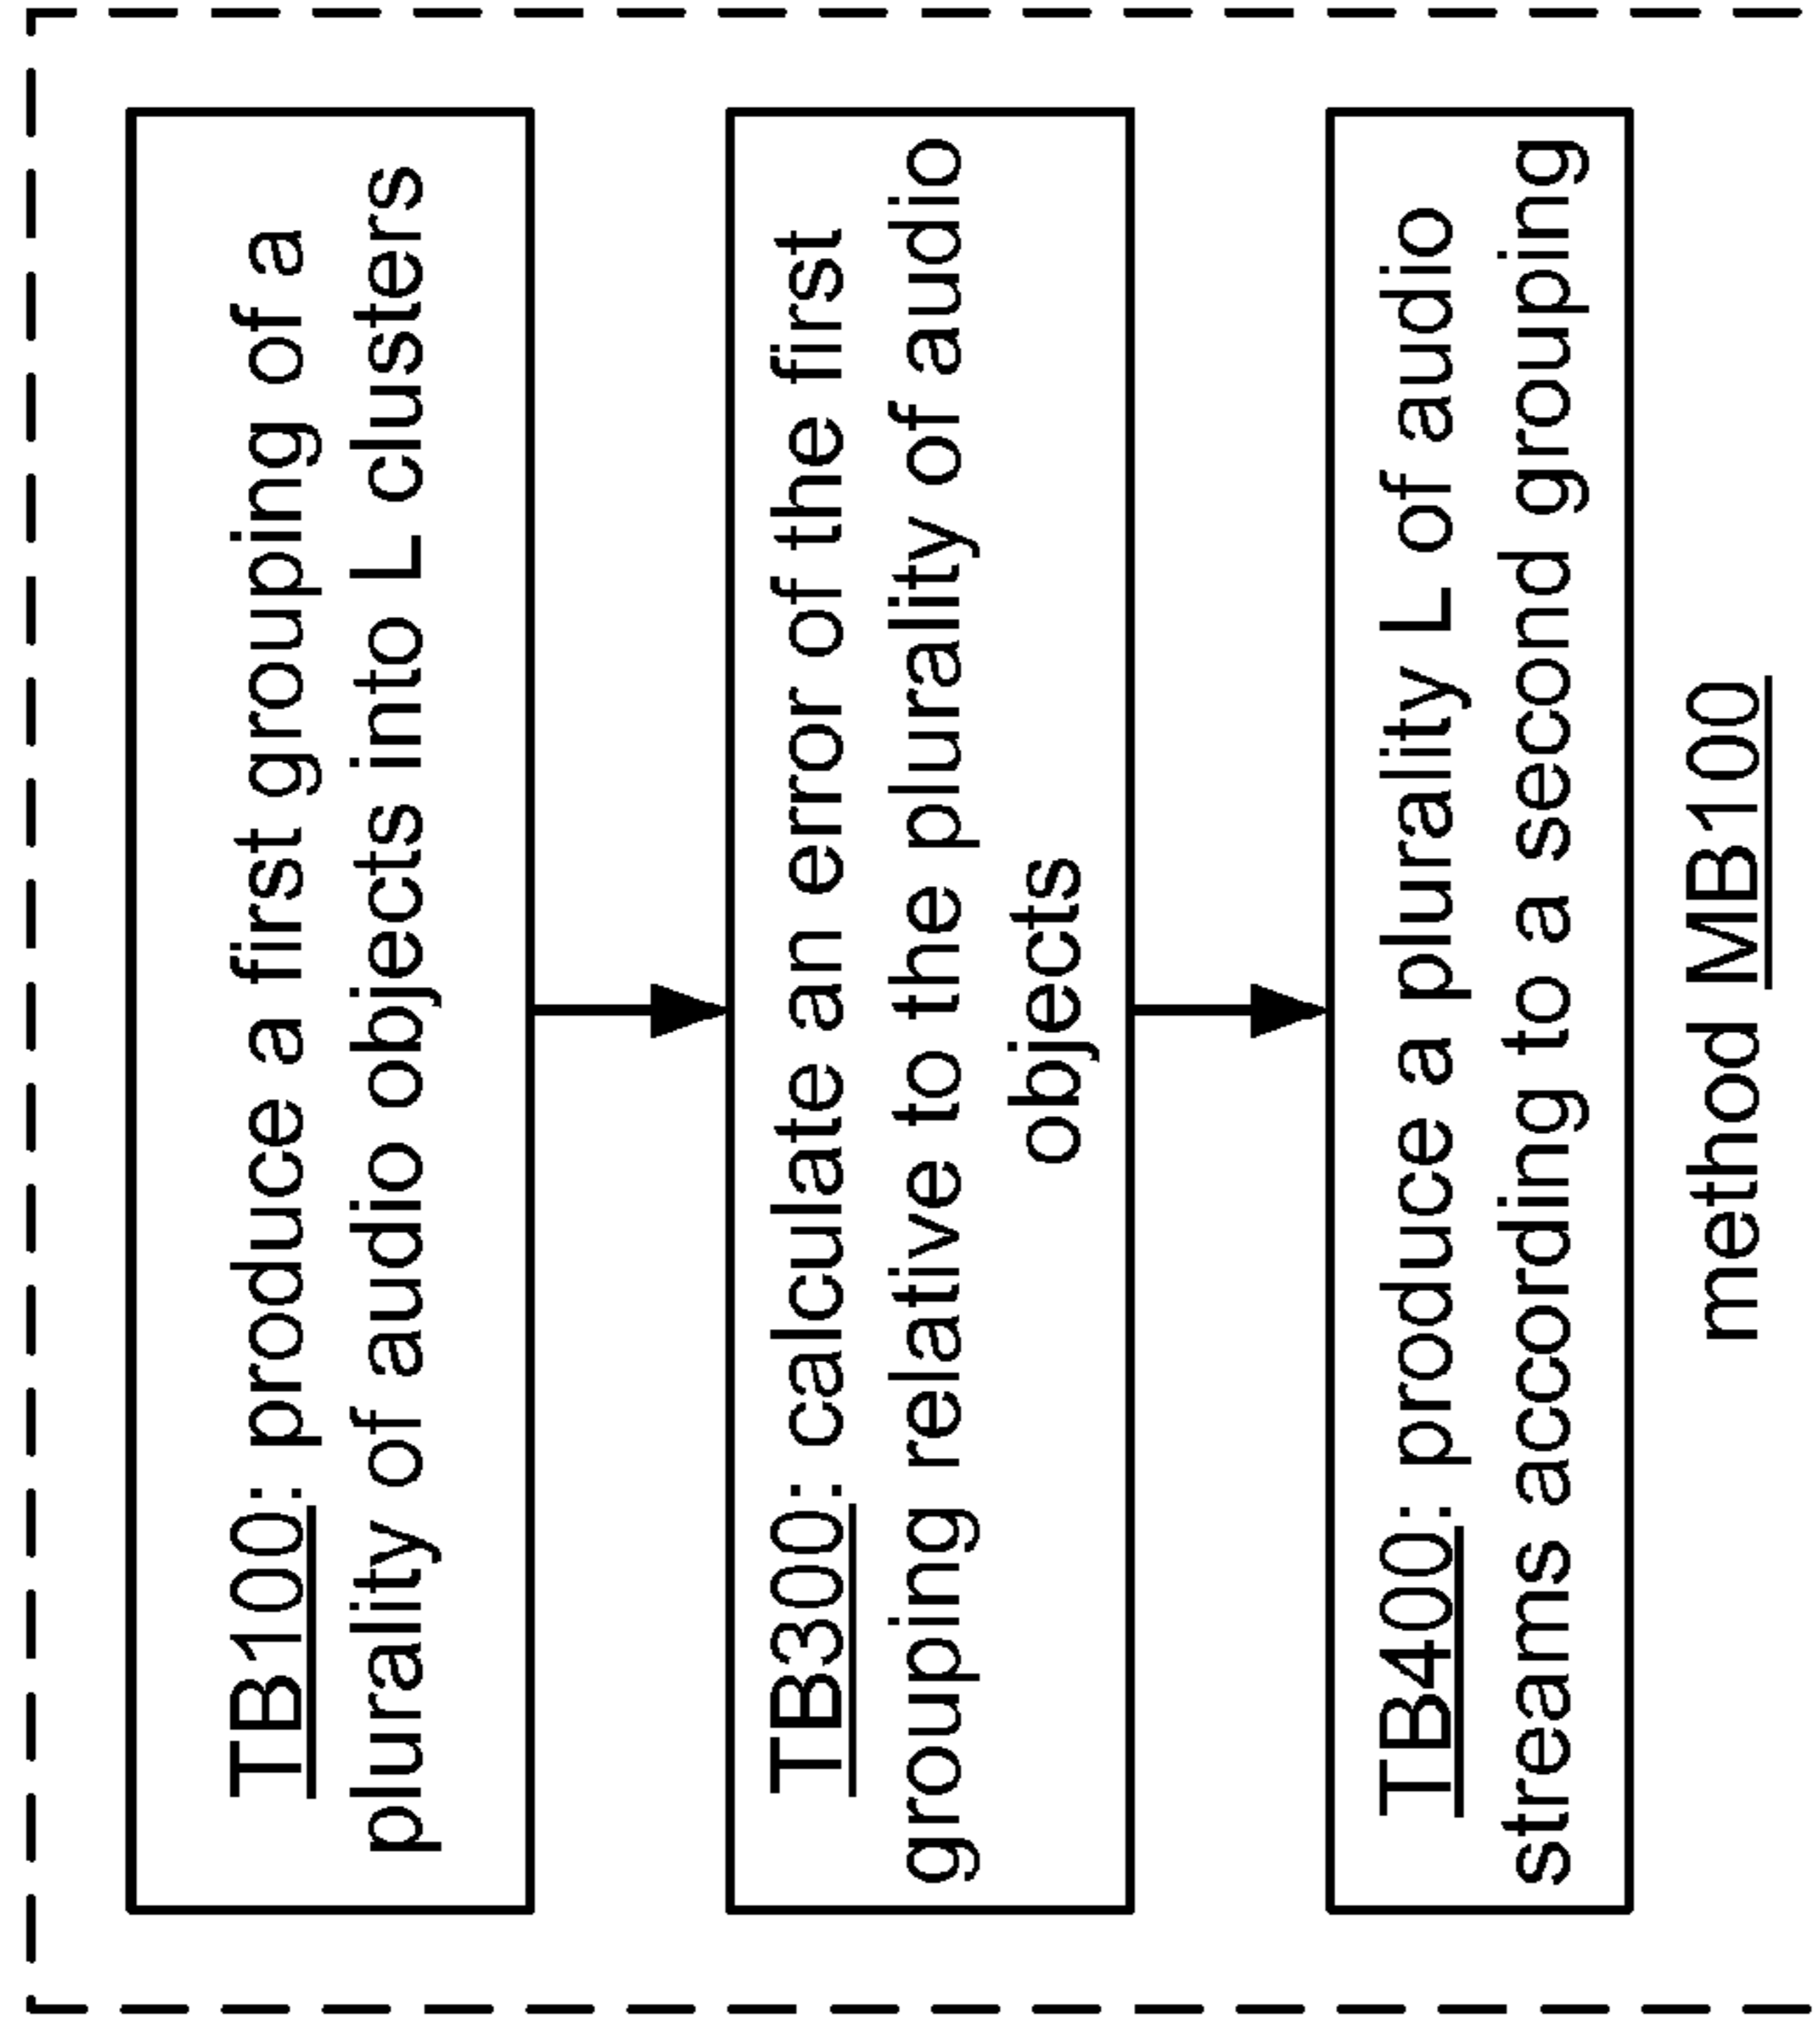 TB100: produce a first grouping of a
plurality of audio objects into L clusters
TB300: calculate an error of the first
grouping relative to the plurality of audio
objects
TB400: produce a plurality L of audio
streams according to a second grouping
method MB100